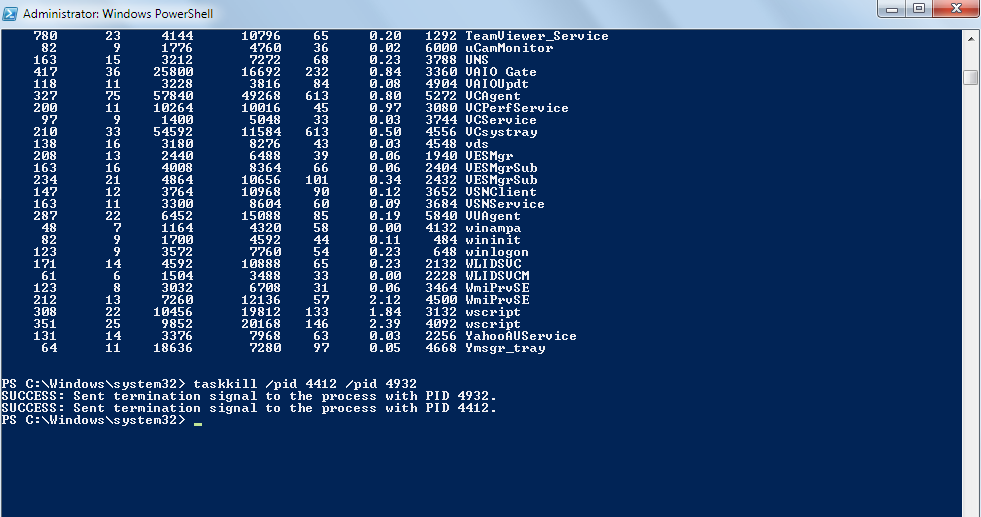 Administrator: Windows PowerShell
780 23 4144 10796 65 0.20 1292 TeamViewer_Service
82 9 1776 4760 36 0.02 6000 uCamMonitor
163 15 3212 7272 68 0.23 3788 UNS
417 36 25800 16692 232 0.84 3360 VAIO Gate
118 11 3228 3816 84 0.08 4904 VAIOUpdt
327 75 57840 49268 613 0.80 5272 VCAgent
200 11 10264 10016 45 0.97 3080 VCPerfService
97 9 1400 5048 33 0.03 3744 VCService
210 33 54592 11584 613 0.50 4556 VCsystray
138 16 3180 8276 43 0.03 4548 vds
208 13 2440 6488 39 0.06 1940 VESMgr
163 16 4008 8364 66 0.06 2404 VESMgrSub
234 21 4864 10656 101 0.34 2432 VESMgrSub
147 12 3764 10968 90 0.12 3652 VSNClient
163 11 3300 8604 60 0.09 3684 VSNService
287 22 6452 15088 85 0.19 5840 VUAgent
48 7 1164 4320 58 0.00 4132 winampa
82 9 1700 4592 44 0.11 484 wininit
123 9 3572 7760 54 0.23 648 winlogon
171 14 4592 10888 65 0.23 2132 WLIDSVC
61 6 1504 3488 33 0.00 2228 WLIDSVCM
123 8 3032 6708 31 0.06 3464 WmiPrvSE
212 13 7260 12136 57 2.12 4500 WmiPrvSE
308 22 10456 19812 133 1.84 3132 wscript
351 25 9852 20168 146 2.39 4092 wscript
131 14 3376 7968 63 0.03 2256 YahooAUService
64 11 18636 7280 97 0.05 4668 Ymsgr_tray
PS C:\Windows\system32> taskkill /pid 4412 /pid 4932
SUCCESS: Sent termination signal to the process with PID 4932.
SUCCESS: Sent termination signal to the process with PID 4412.
PS C:\Windows\system32> _